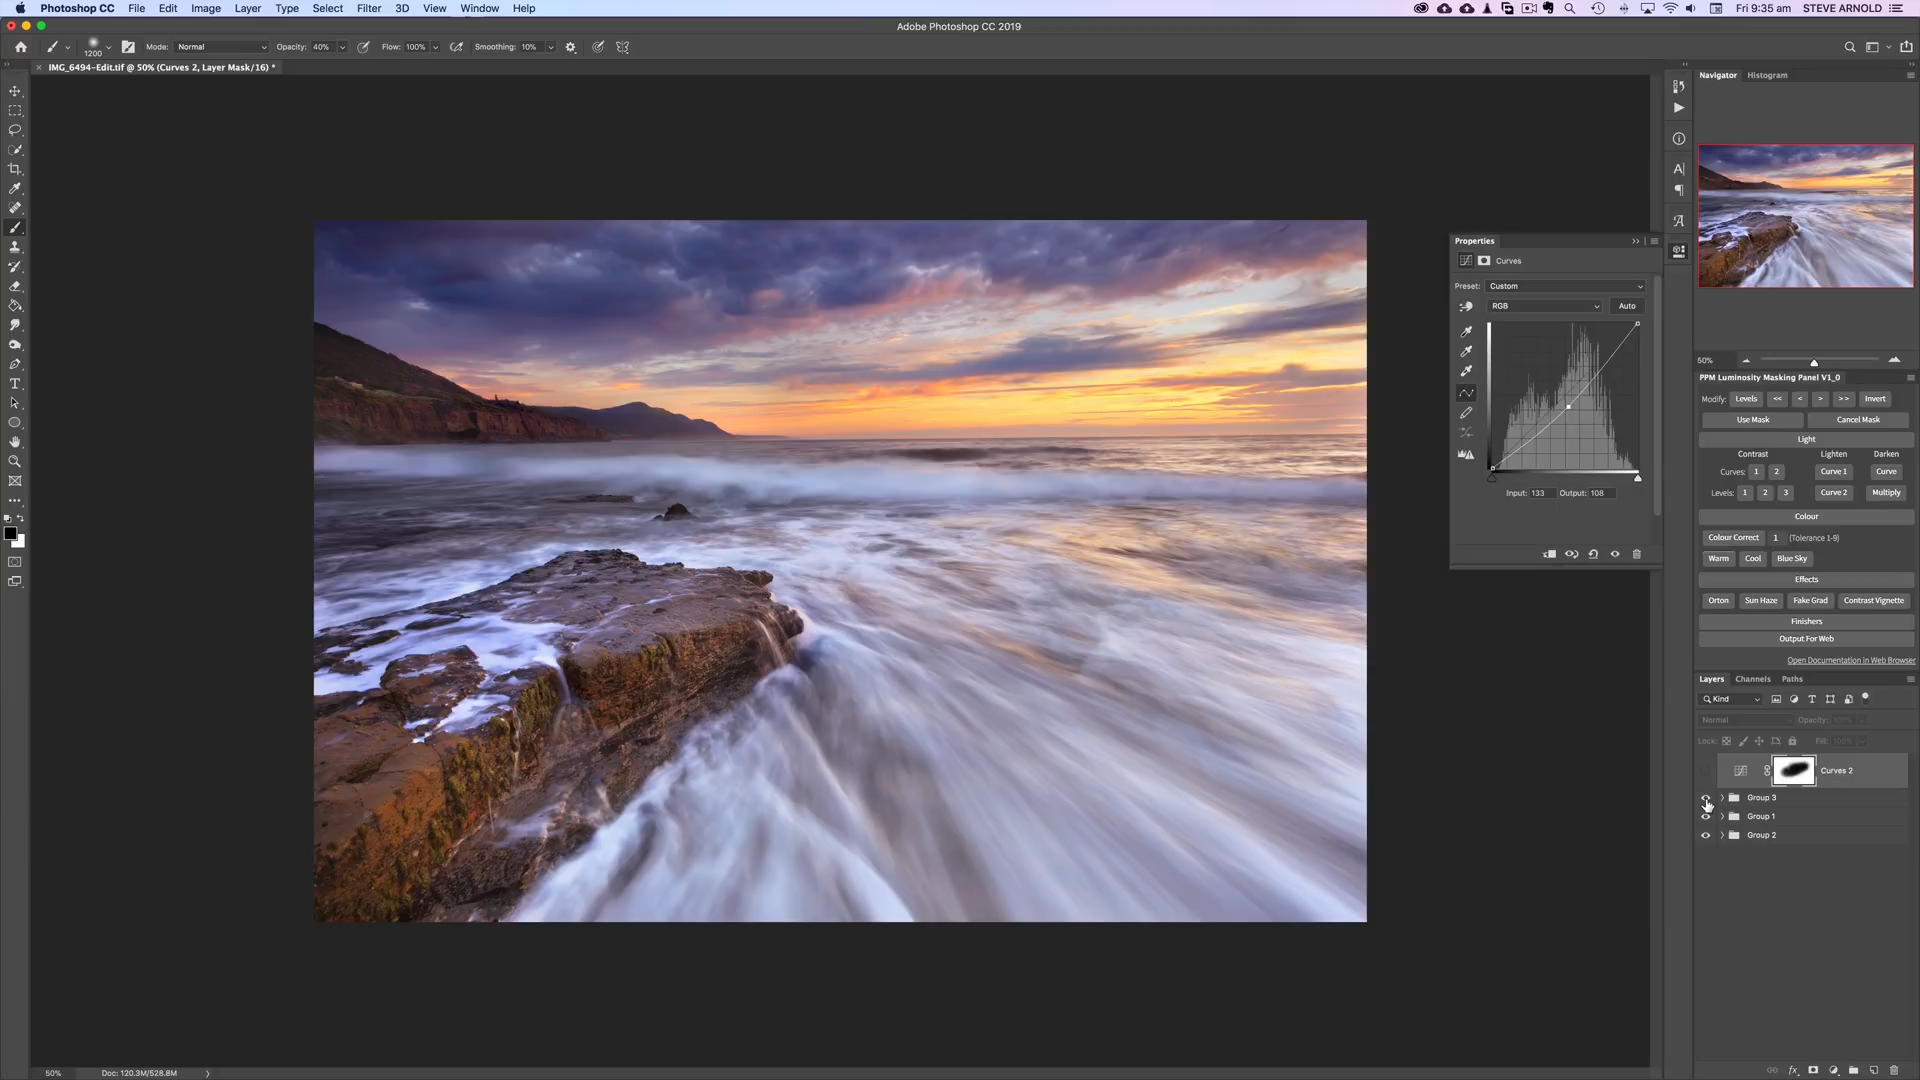 Photoshop CC File Edit Image Layer Type Select Filter 3D View Window Help Fri 9:35 am STEVE ARNOLD
Adobe Photoshop CC 2019
1200 Mode: Normal Opacity: 40% Flow: 100% Smoothing: 10%
IMG_6494-Edit.tif @ 50% (Curves 2, Layer Mask/16) *
Navigator Histogram
Properties
Curves
Preset: Custom
RGB Auto
Input: 133 Output: 108
50%
PPM Luminosity Masking Panel V1_0
Modify: Levels << < > >> Invert
Use Mask Cancel Mask
Light
Contrast Lighten Darken
Curves: 1 2 Curve 1 Curve
Levels: 1 2 3 Curve 2 Multiply
Colour
Colour Correct 1 (Tolerance 1-9)
Warm Cool Blue Sky
Effects
Orton Sun Haze Fake Grad Contrast Vignette
Finishers
Output For Web
Open Documentation in Web Browser
Layers Channels Paths
Kind
Normal Opacity: 100%
Lock: Fill: 100%
Curves 2
Group 3
Group 1
Group 2
50% Doc: 120.3M/528.8M